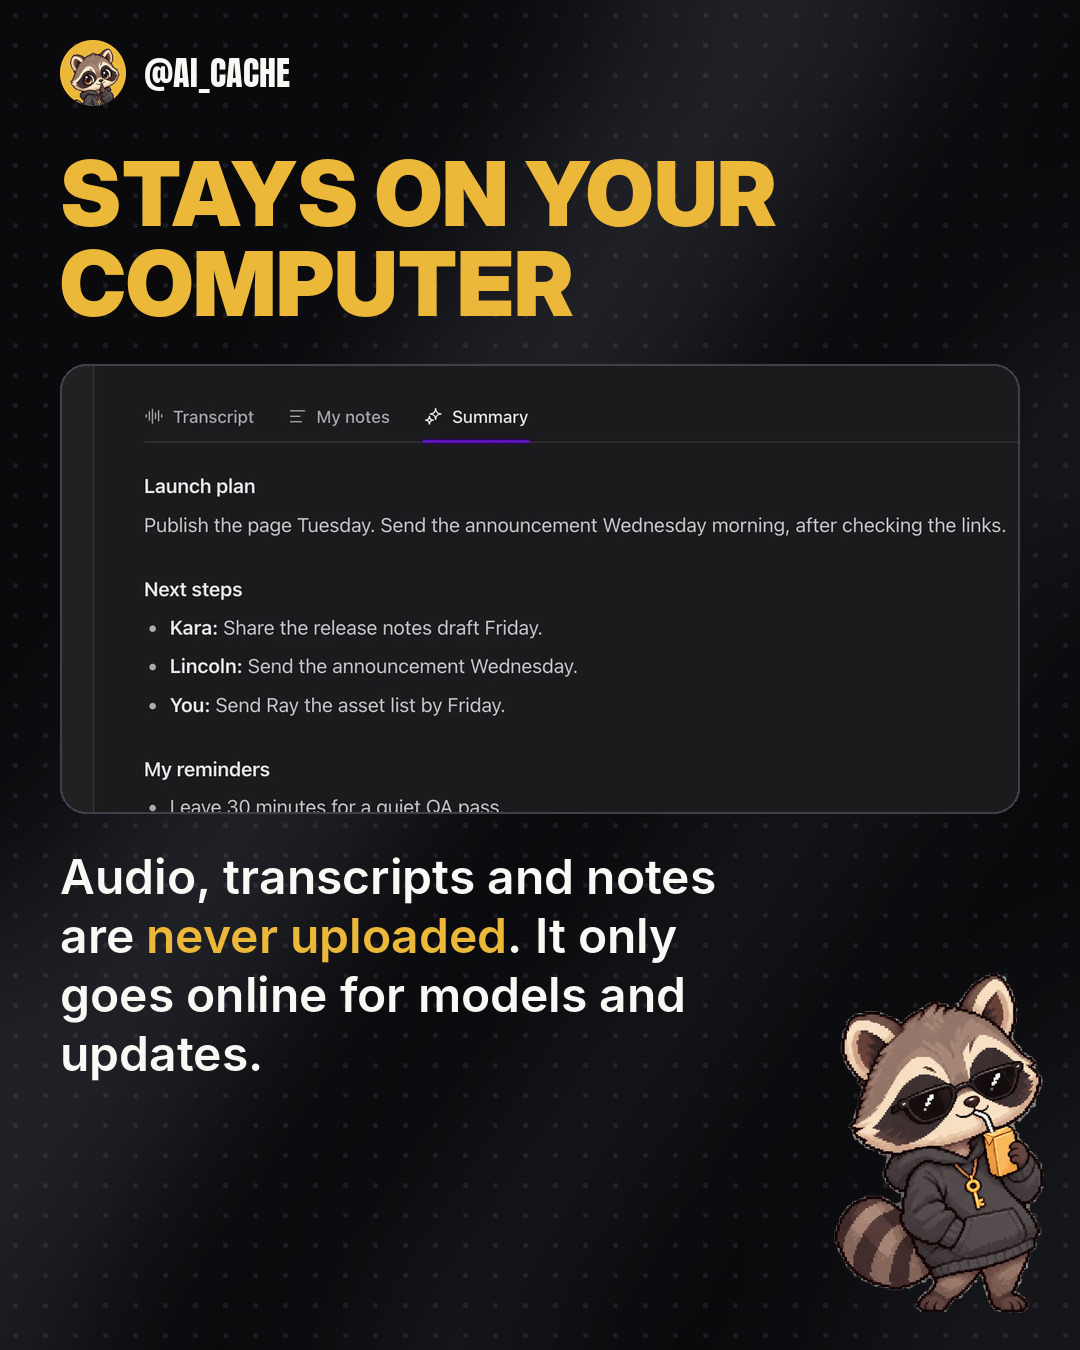 @AI_CACHE
STAYS ON YOUR
COMPUTER
Transcript My notes Summary
Launch plan
Publish the page Tuesday. Send the announcement Wednesday morning, after checking the links.
Next steps
• Kara: Share the release notes draft Friday.
• Lincoln: Send the announcement Wednesday.
• You: Send Ray the asset list by Friday.
My reminders
• Leave 30 minutes for a quiet QA pass.
Audio, transcripts and notes
are never uploaded. It only
goes online for models and
updates.